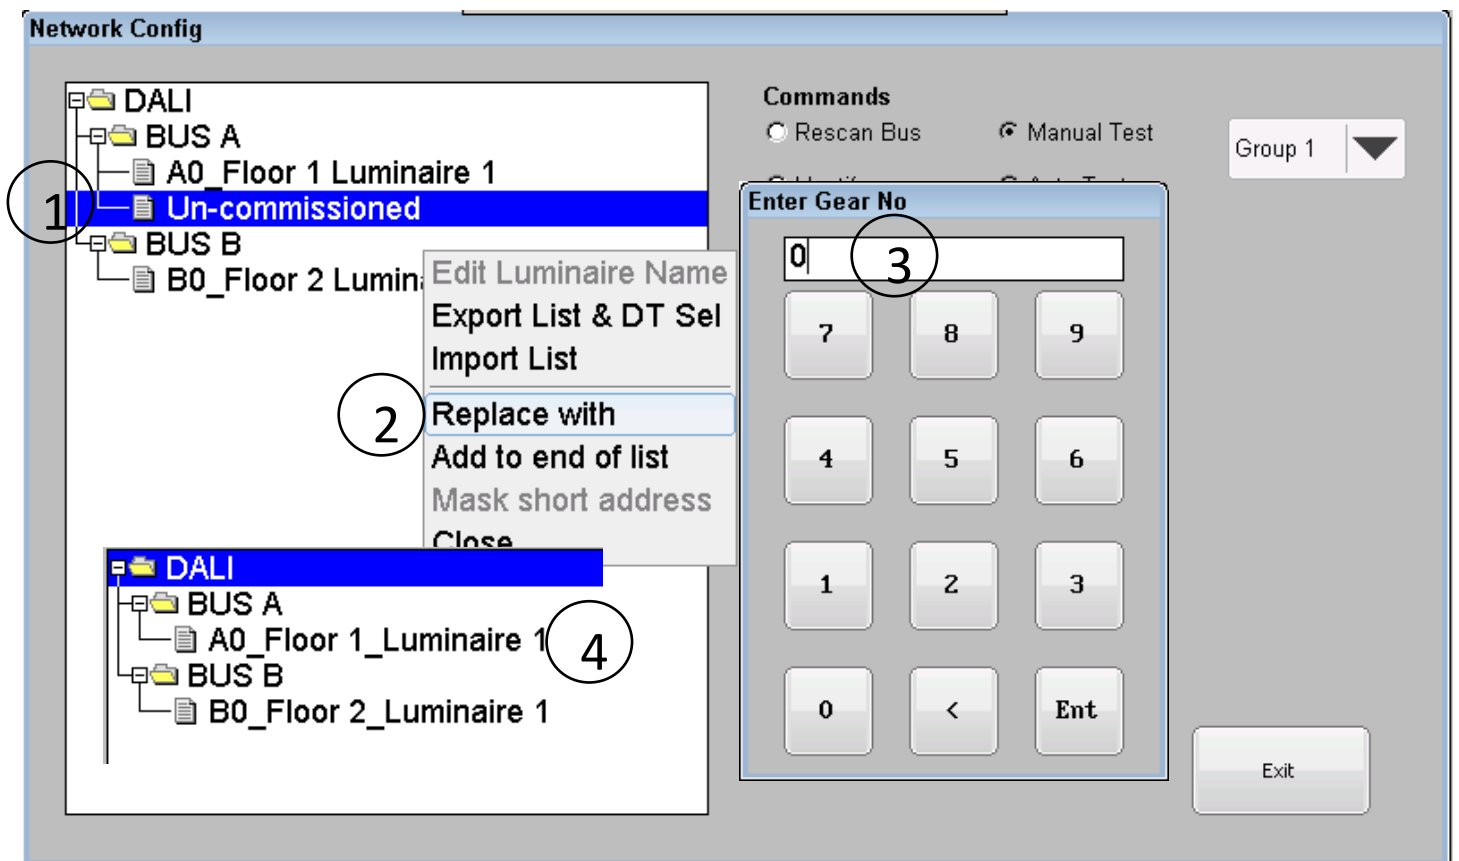 Network Config
DALI
BUS A
A0_Floor 1 Luminaire 1
1
Un-commissioned
BUS B
B0_Floor 2 Lumin
Edit Luminaire Name
Export List & DT Sel
Import List
2
Replace with
Add to end of list
Mask short address
Close
DALI
BUS A
A0_Floor 1_Luminaire 1
4
BUS B
B0_Floor 2_Luminaire 1
Commands
Rescan Bus
Manual Test
Group 1
Enter Gear No
0
3
7 8 9
4 5 6
1 2 3
0 < Ent
Exit